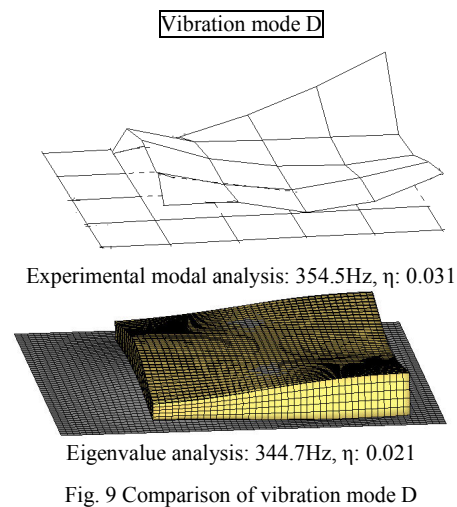 Vibration mode D
Experimental modal analysis: 354.5Hz, η: 0.031
Eigenvalue analysis: 344.7Hz, η: 0.021
Fig. 9 Comparison of vibration mode D